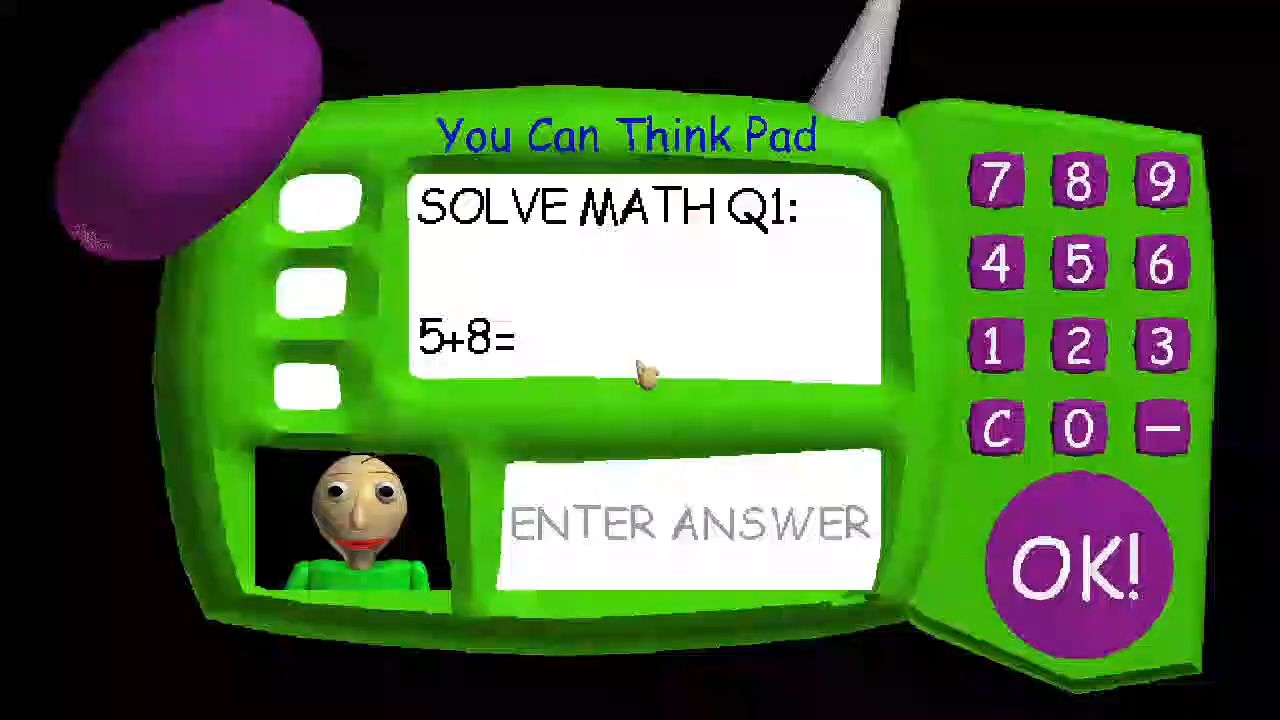 You Can Think Pad
SOLVE MATH Q1:
5+8=
ENTER ANSWER
7 8 9
4 5 6
1 2 3
C 0 —
OK!